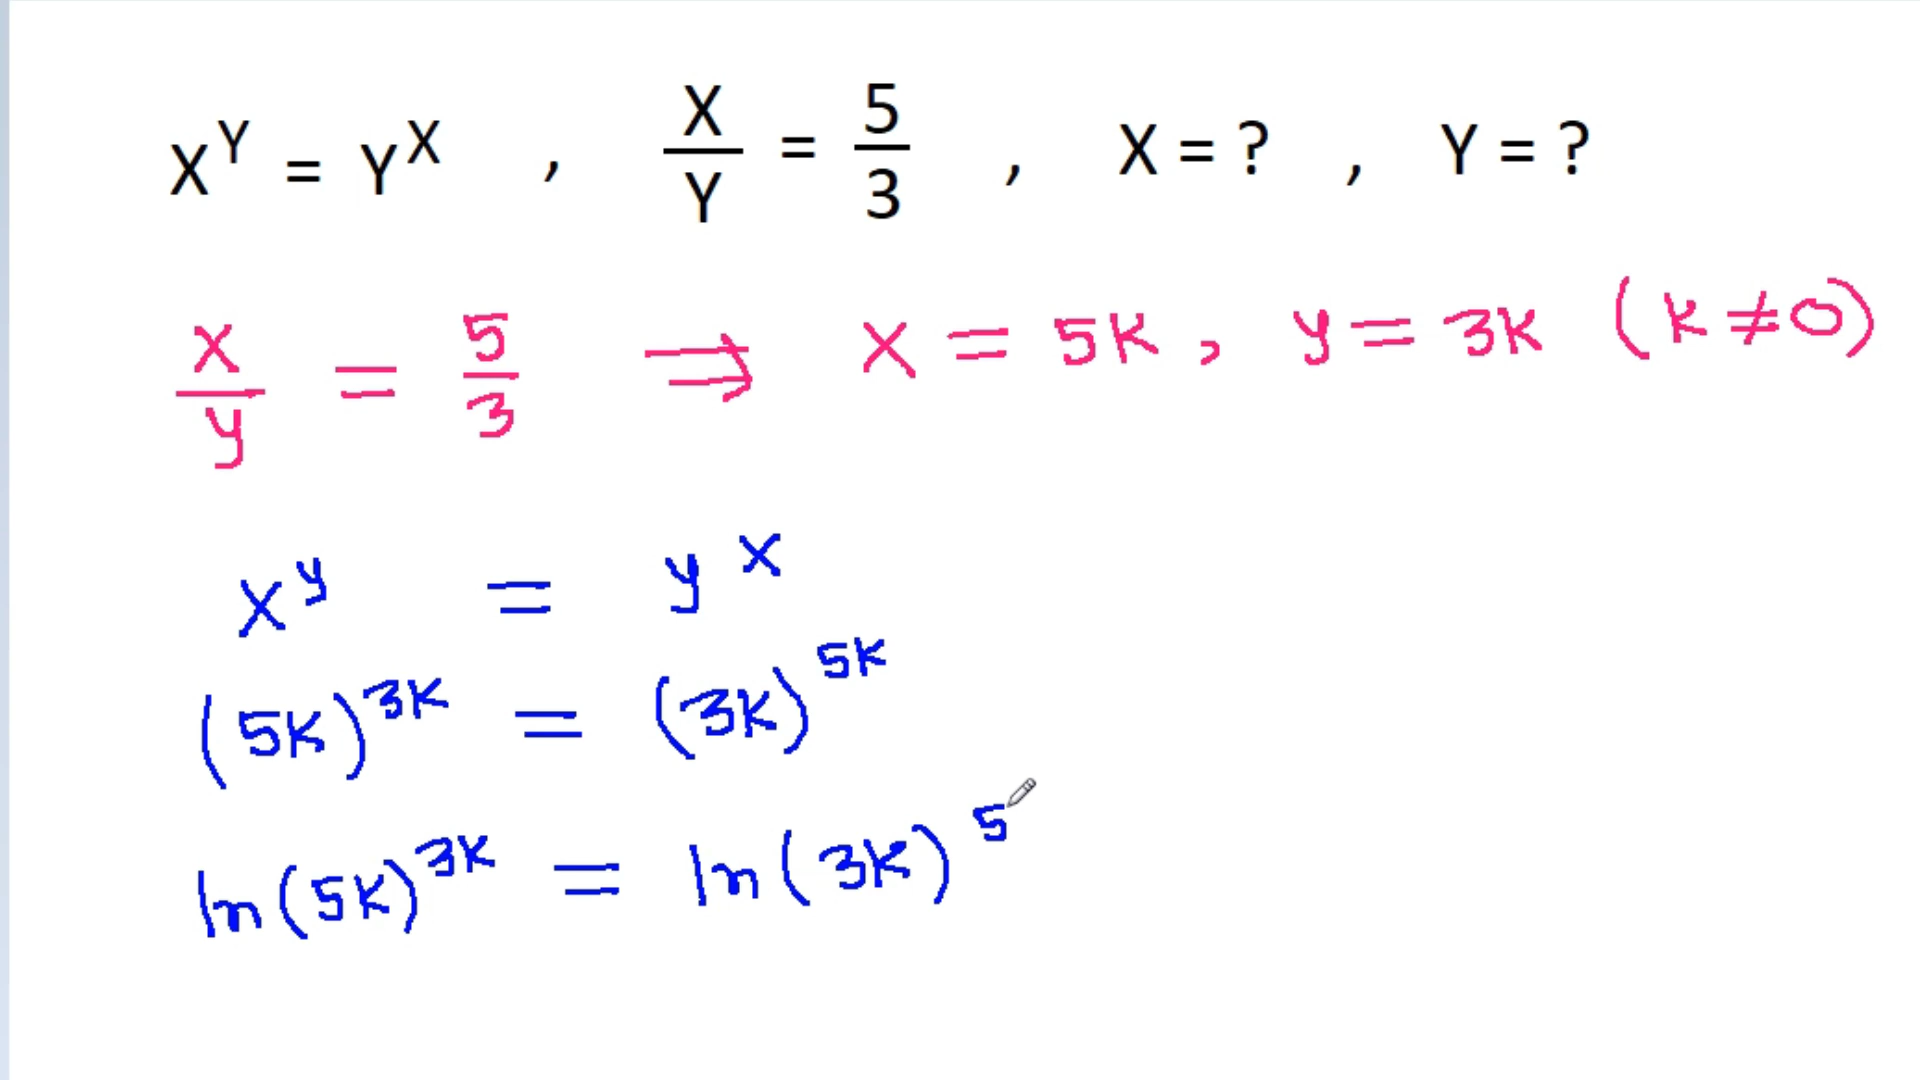 X^Y = Y^X , X/Y = 5/3 , X = ? , Y = ?
x/y = 5/3 ⇒ x = 5k , y = 3k (k ≠ 0)
x^y = y^x
(5k)^3k = (3k)^5k
ln(5k)^3k = ln(3k)^5